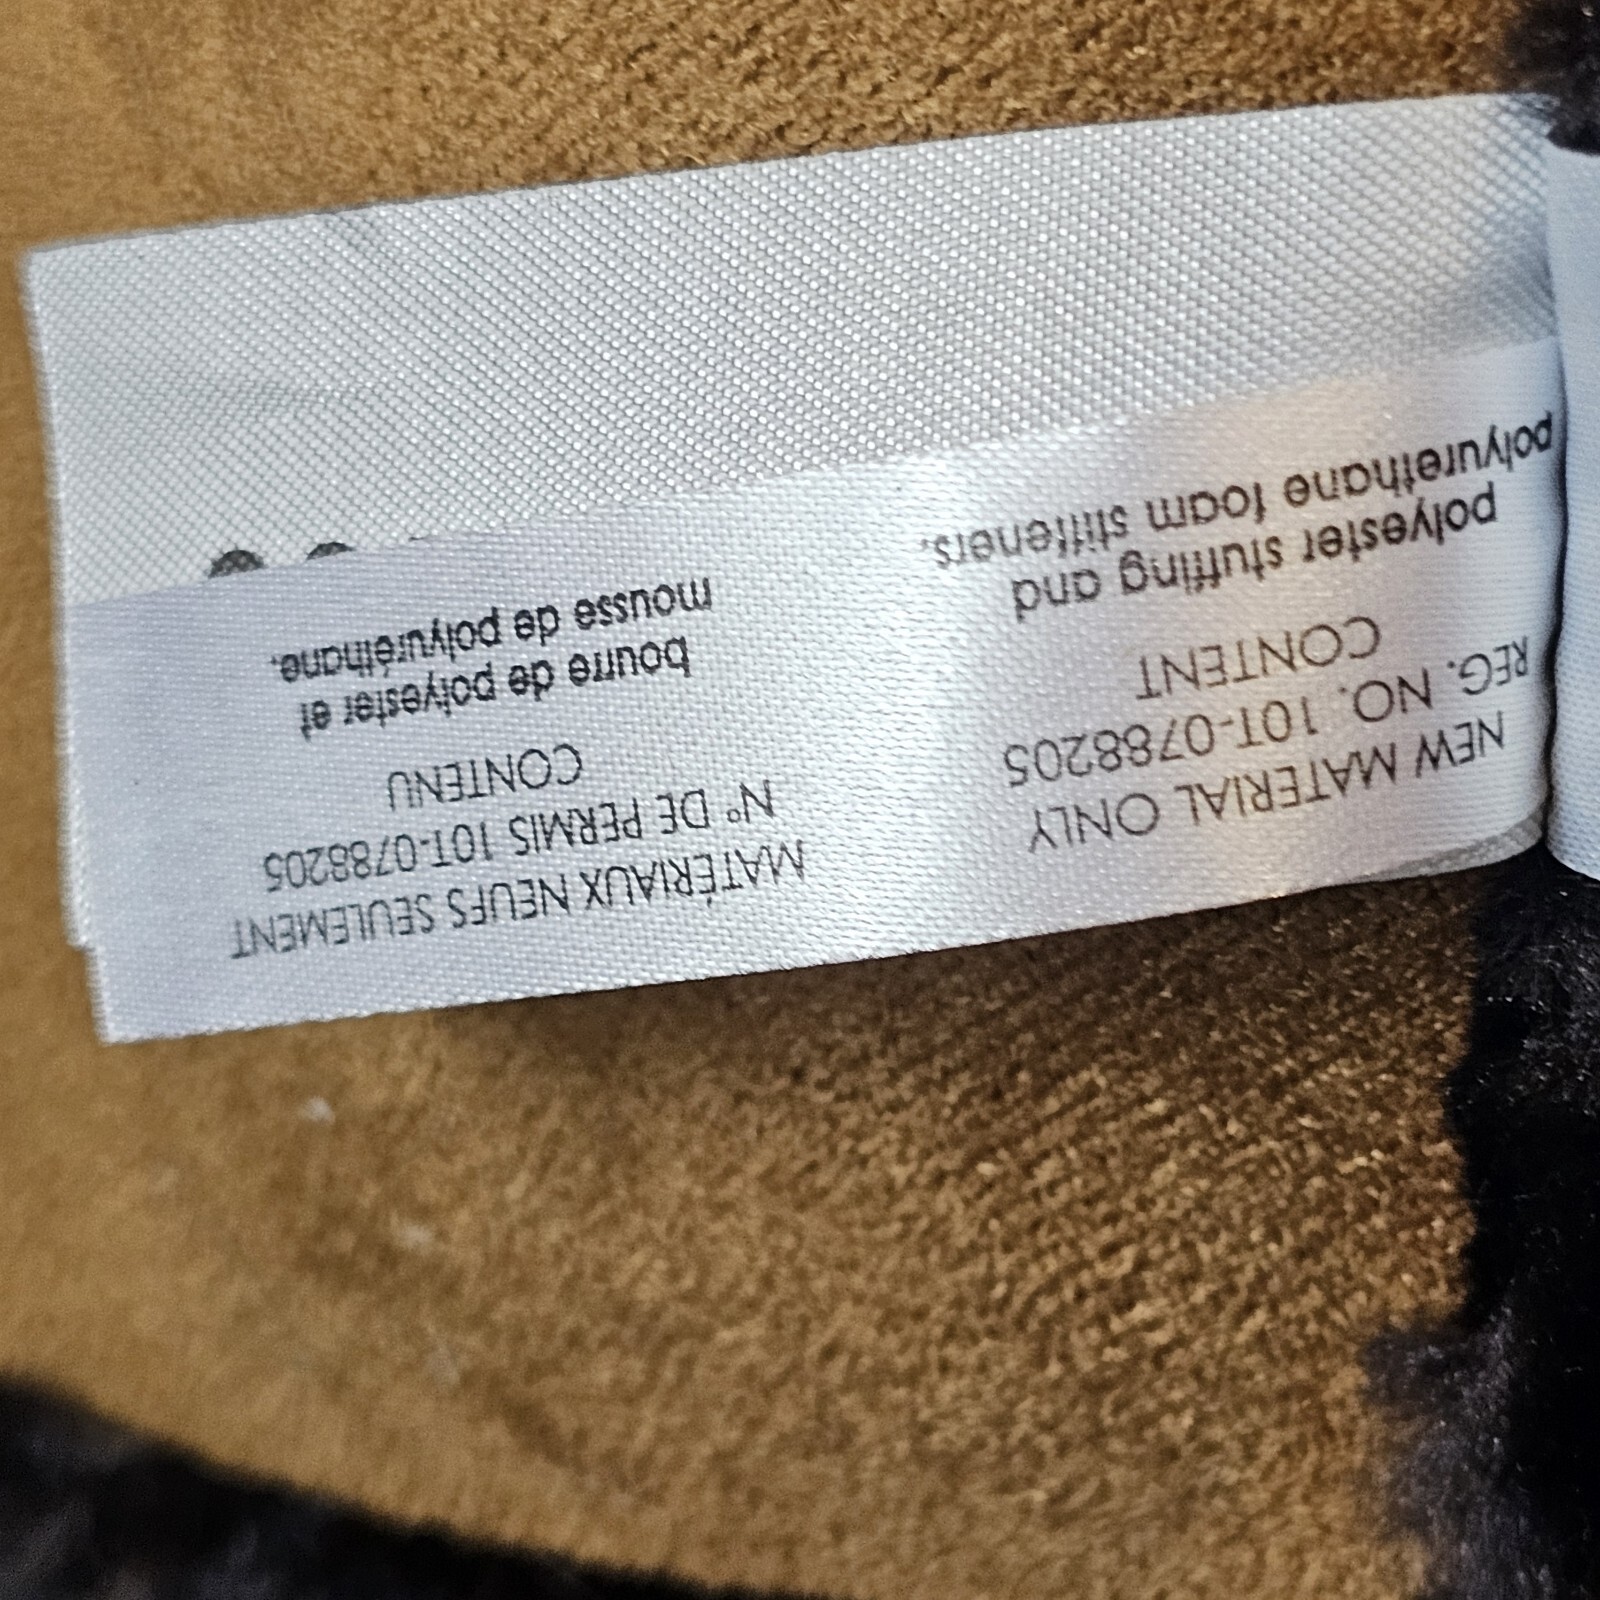 NEW MATERIAL ONLY
REG. NO. 10T-0788205
CONTENT
polyester stuffing and
polyurethane foam stiffeners.
MATÉRIAUX NEUFS SEULEMENT
N° DE PERMIS 10T-0788205
CONTENU
bourre de polyester et
mousse de polyuréthane.